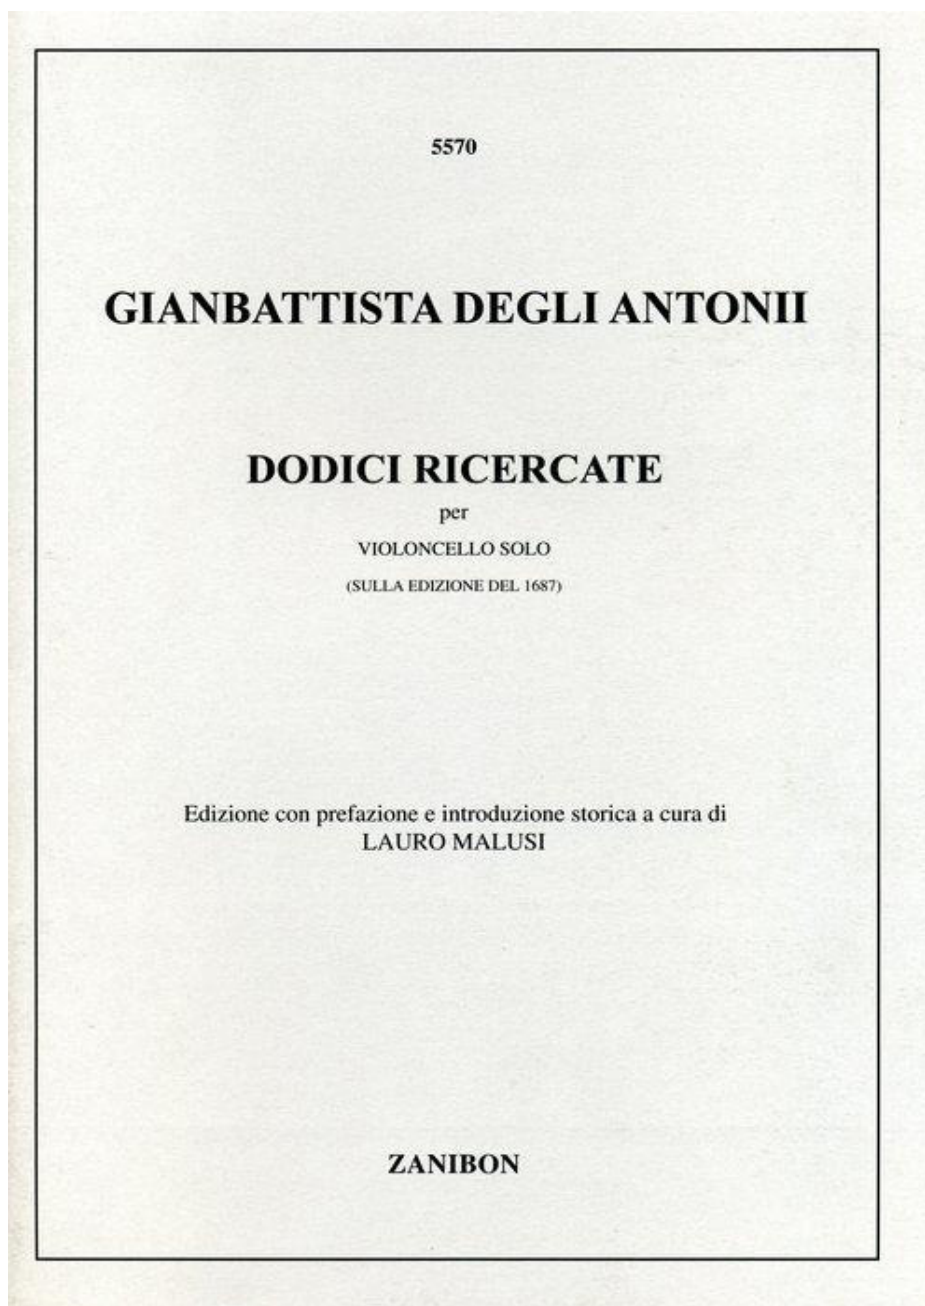 5570
GIANBATTISTA DEGLI ANTONII
DODICI RICERCATE
per
VIOLONCELLO SOLO
(SULLA EDIZIONE DEL 1687)
Edizione con prefazione e introduzione storica a cura di
LAURO MALUSI
ZANIBON